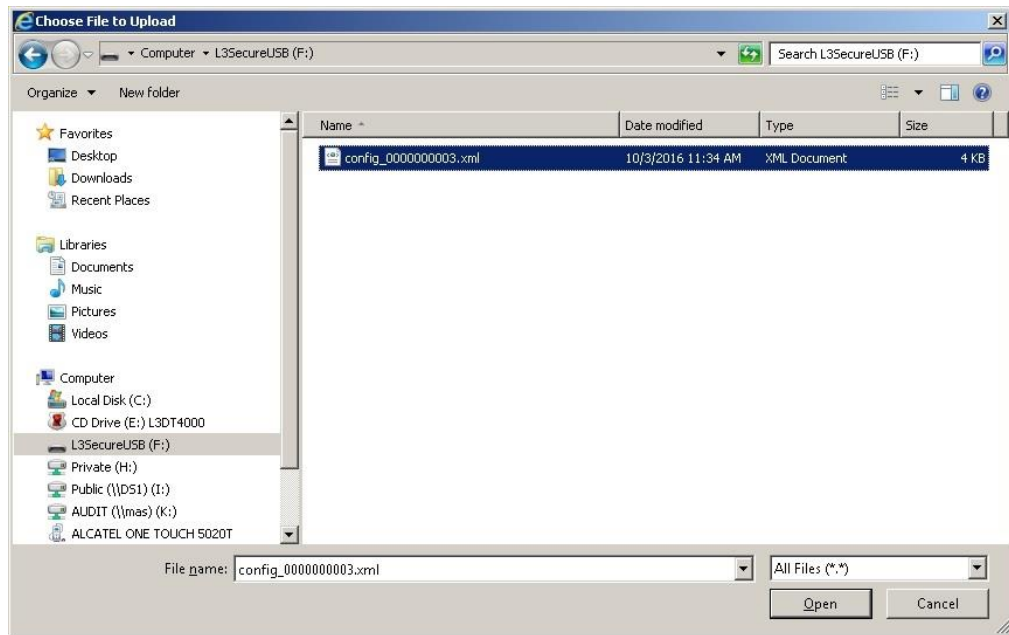 Choose File to Upload
Computer L3SecureUSB (F:) Search L3SecureUSB (F:)
Organize New folder
Name Date modified Type Size
config_0000000003.xml 10/3/2016 11:34 AM XML Document 4 KB
Favorites
Desktop
Downloads
Recent Places
Libraries
Documents
Music
Pictures
Videos
Computer
Local Disk (C:)
CD Drive (E:) L3DT4000
L3SecureUSB (F:)
Private (H:)
Public (\\DS1) (I:)
AUDIT (\\mas) (K:)
ALCATEL ONE TOUCH 5020T
File name: config_0000000003.xml All Files (*.*)
Open Cancel